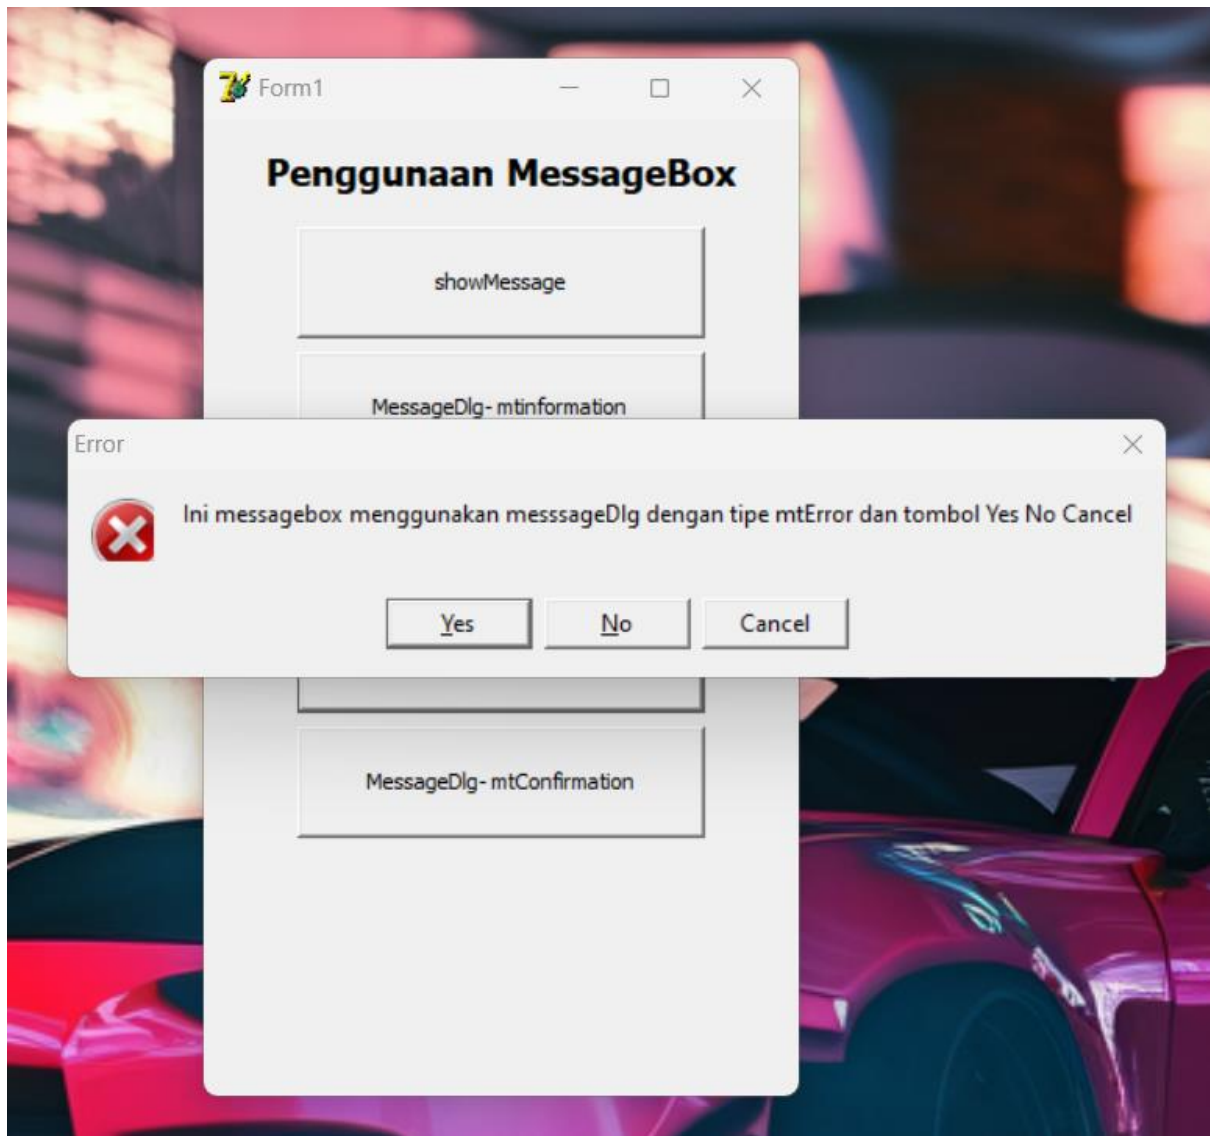 Form1
Penggunaan MessageBox
showMessage
MessageDlg- mtinformation
Error
Ini messagebox menggunakan messsageDlg dengan tipe mtError dan tombol Yes No Cancel
Yes No Cancel
MessageDlg- mtConfirmation